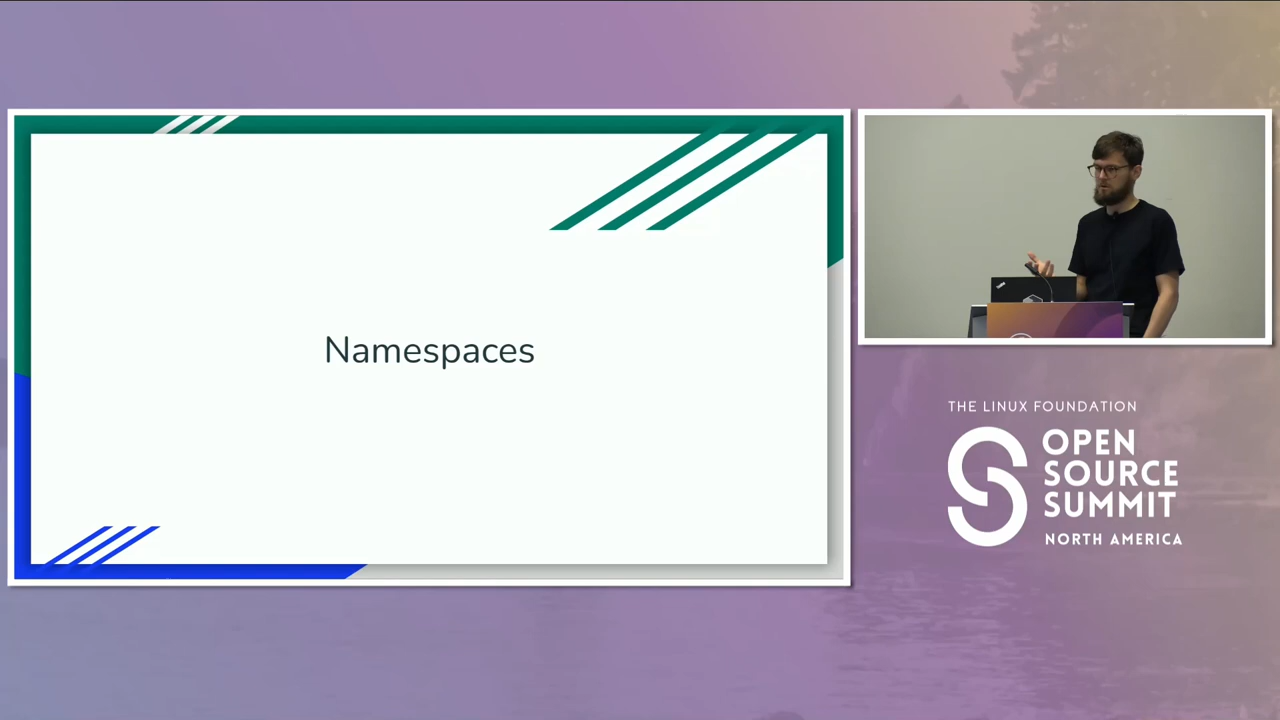 Namespaces
THE LINUX FOUNDATION
OPEN
SOURCE
SUMMIT
NORTH AMERICA